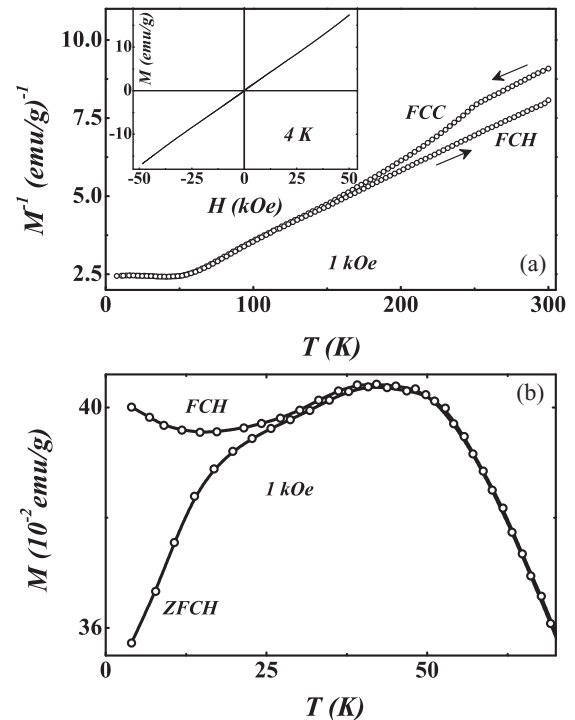 10.0
7.5
5.0
2.5
M⁻¹ (emu/g)⁻¹
100
200
300
T (K)
FCC
FCH
1 kOe
(a)
M (emu/g)
10
0
-10
-50
-25
0
25
50
H (kOe)
4 K
(b)
40
36
M (10⁻² emu/g)
FCH
1 kOe
ZFCH
0
25
50
T (K)